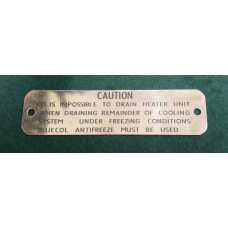 CAUTION
IT IS IMPOSSIBLE TO DRAIN HEATER UNIT
WHEN DRAINING REMAINDER OF COOLING
SYSTEM - UNDER FREEZING CONDITIONS
BLUECOL ANTIFREEZE MUST BE USED